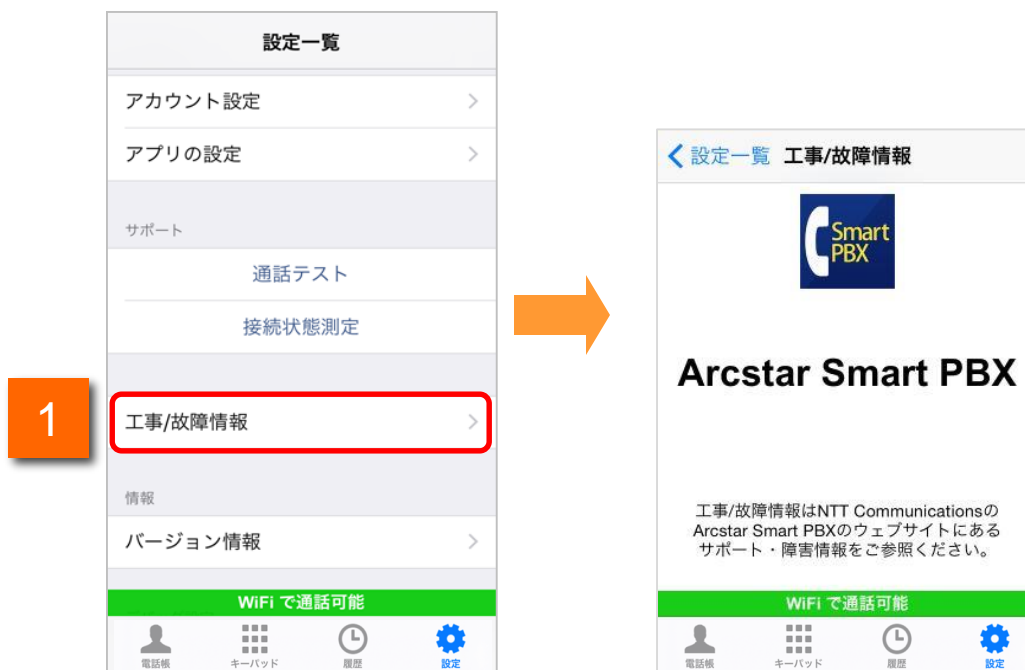 設定一覧
アカウント設定
アプリの設定
サポート
通話テスト
接続状態測定
1
工事/故障情報
情報
バージョン情報
WiFi で通話可能
電話帳
キーパッド
履歴
設定
設定一覧 工事/故障情報
Smart
PBX
Arcstar Smart PBX
工事/故障情報はNTT Communicationsの
Arcstar Smart PBXのウェブサイトにある
サポート・障害情報をご参照ください。
WiFi で通話可能
電話帳
キーパッド
履歴
設定